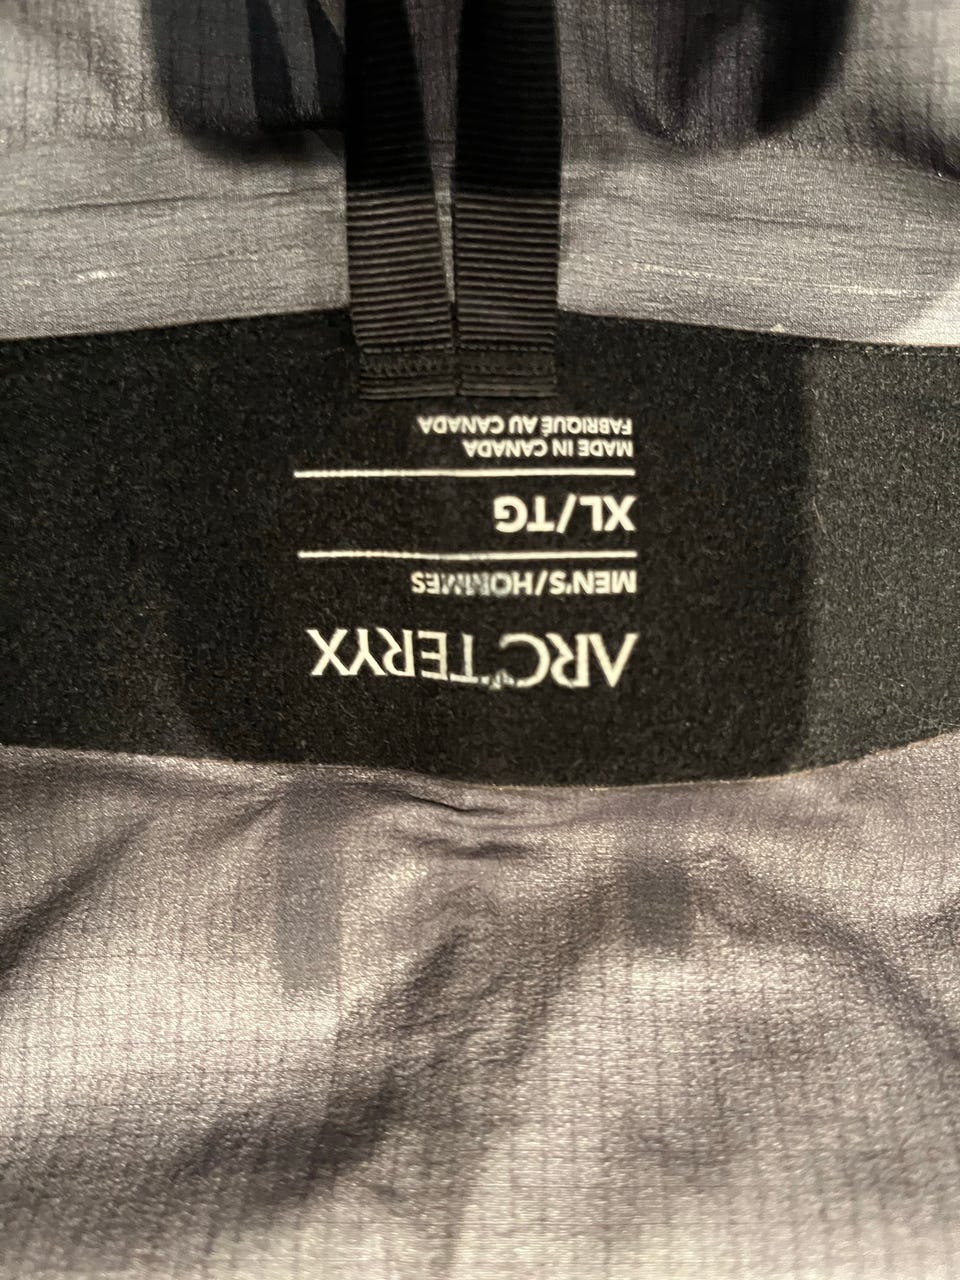 ARC'TERYX
MEN'S/HOMMES
XL/TG
MADE IN CANADA
FABRIQUÉ AU CANADA